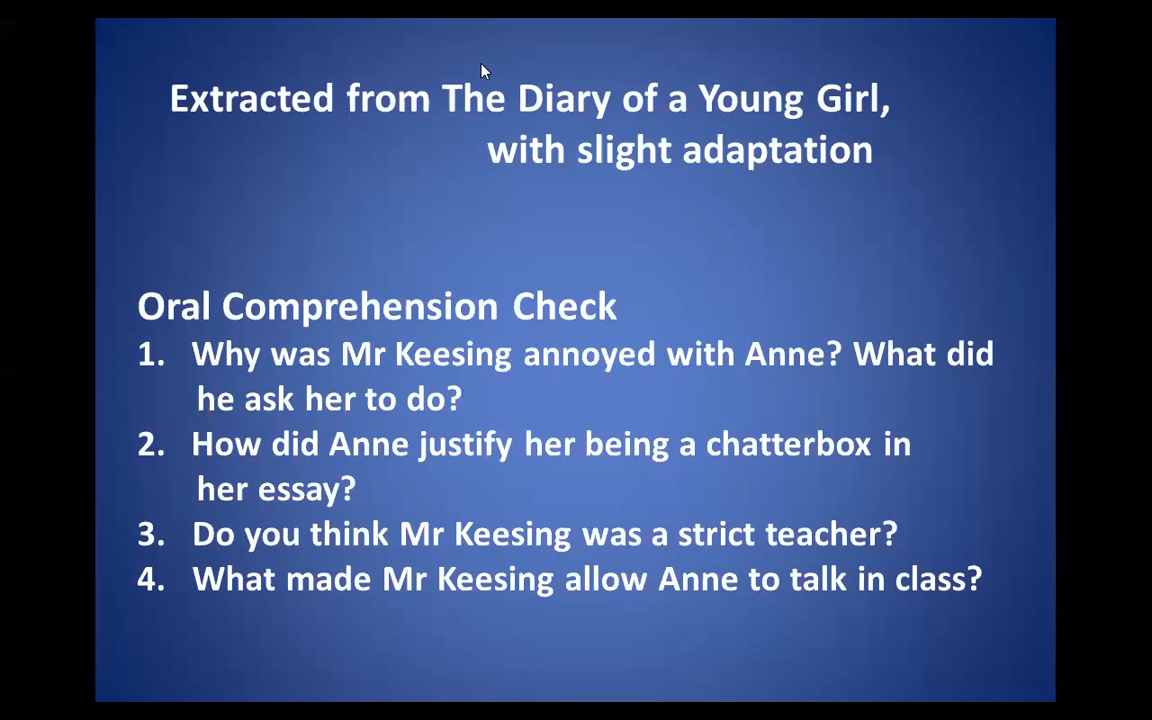 Extracted from The Diary of a Young Girl,
with slight adaptation
Oral Comprehension Check
1. Why was Mr Keesing annoyed with Anne? What did
he ask her to do?
2. How did Anne justify her being a chatterbox in
her essay?
3. Do you think Mr Keesing was a strict teacher?
4. What made Mr Keesing allow Anne to talk in class?